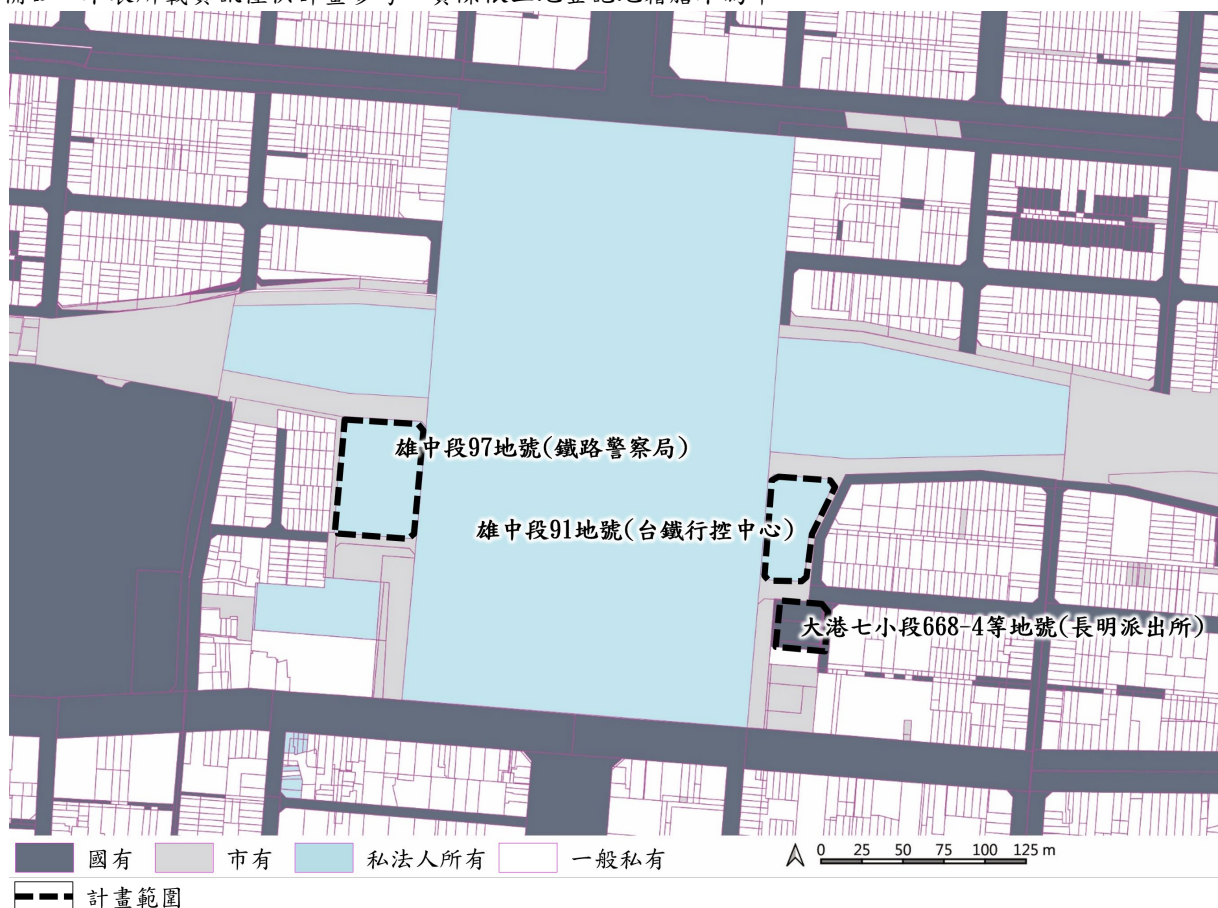 雄中段97地號(鐵路警察局)
雄中段91地號(台鐵行控中心)
大港七小段668-4等地號(長明派出所)
國有 市有 私法人所有 一般私有 0 25 50 75 100 125 m
計畫範圍